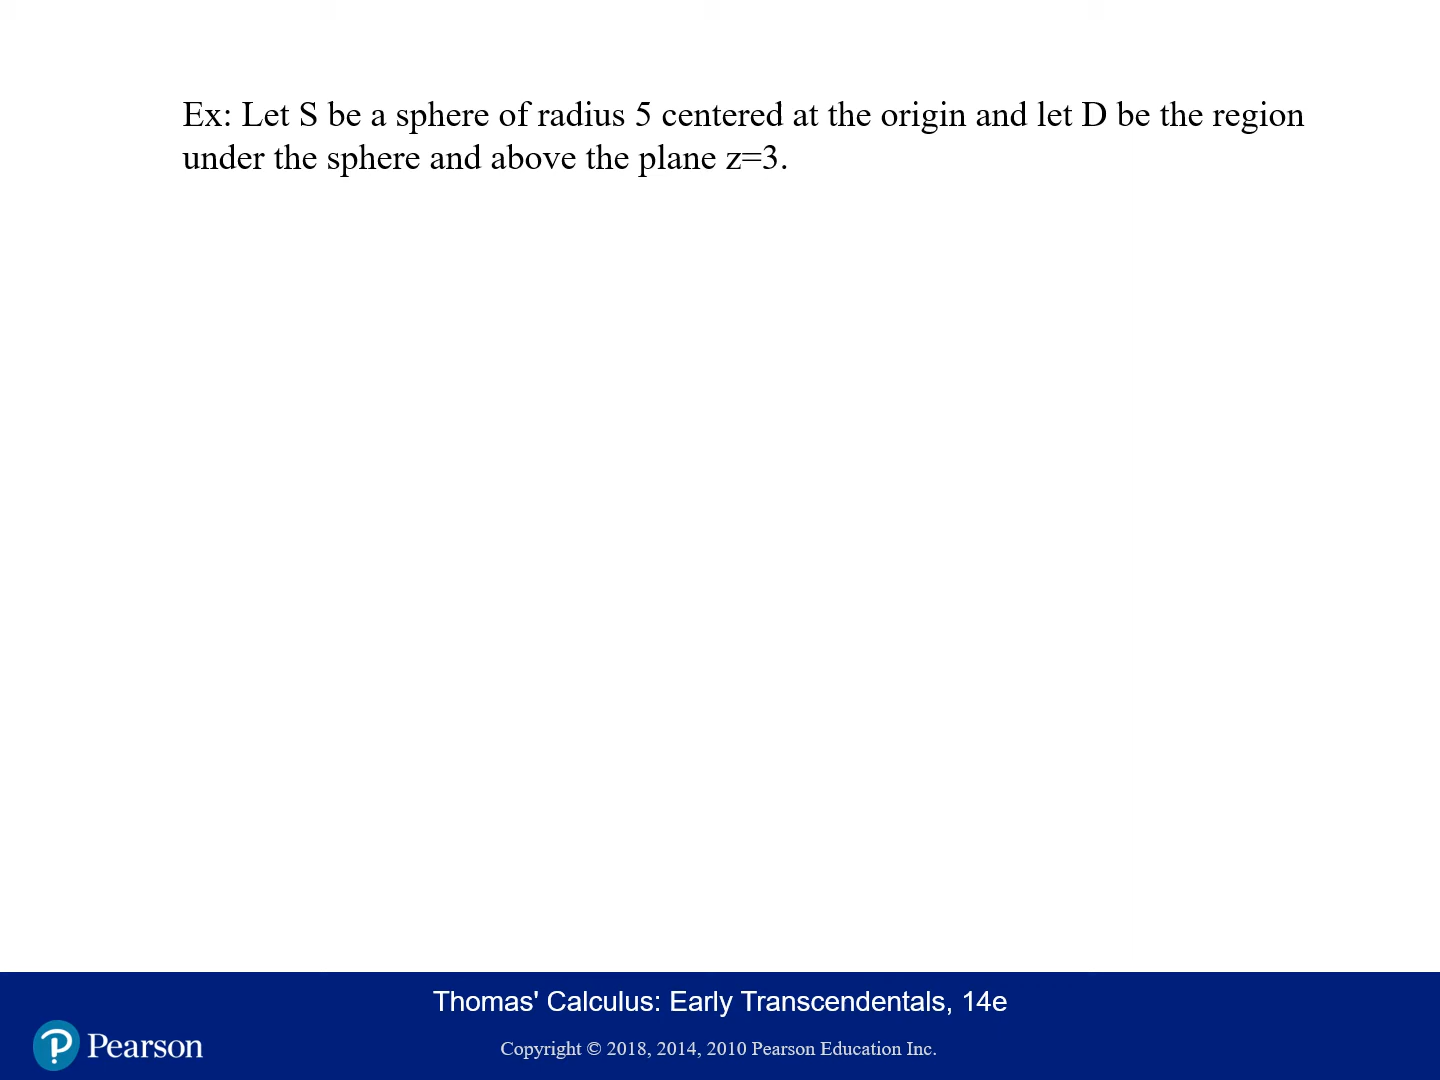 Ex: Let S be a sphere of radius 5 centered at the origin and let D be the region
under the sphere and above the plane z=3.
Thomas' Calculus: Early Transcendentals, 14e
Pearson
Copyright © 2018, 2014, 2010 Pearson Education Inc.